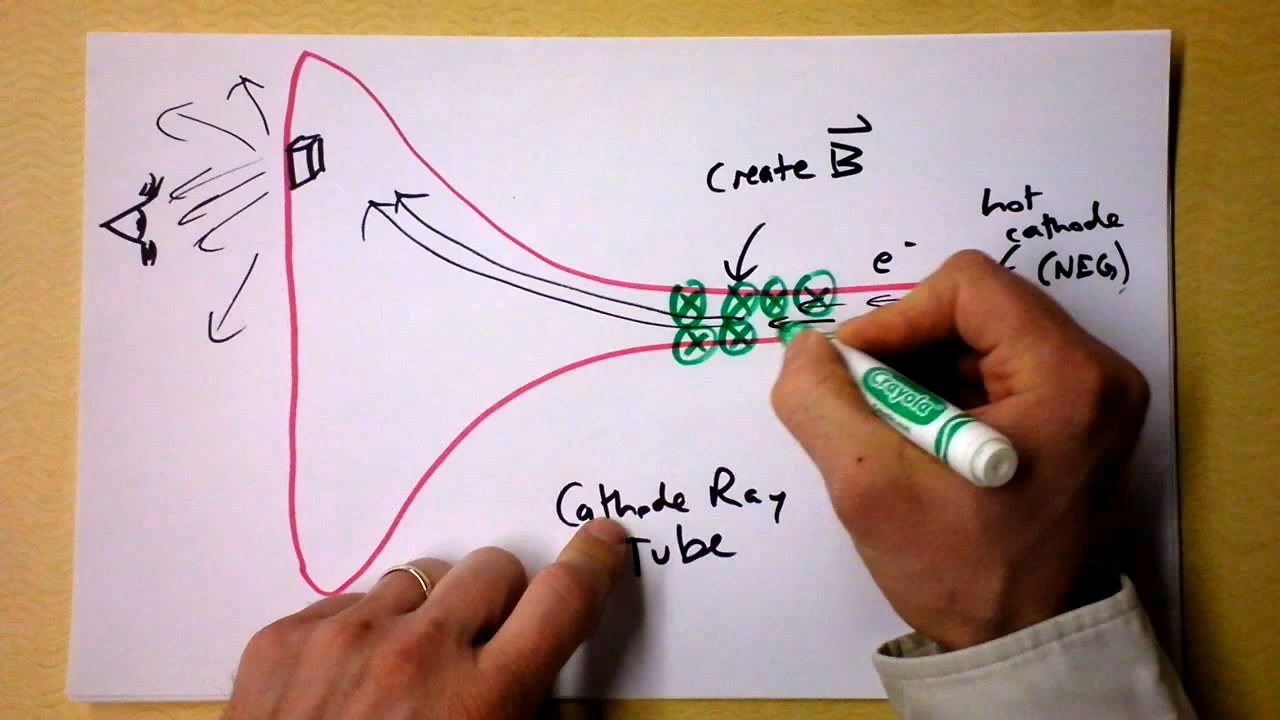 Create B
hot
cathode
(NEG)
e⁻
Crayola
Cathode Ray
Tube